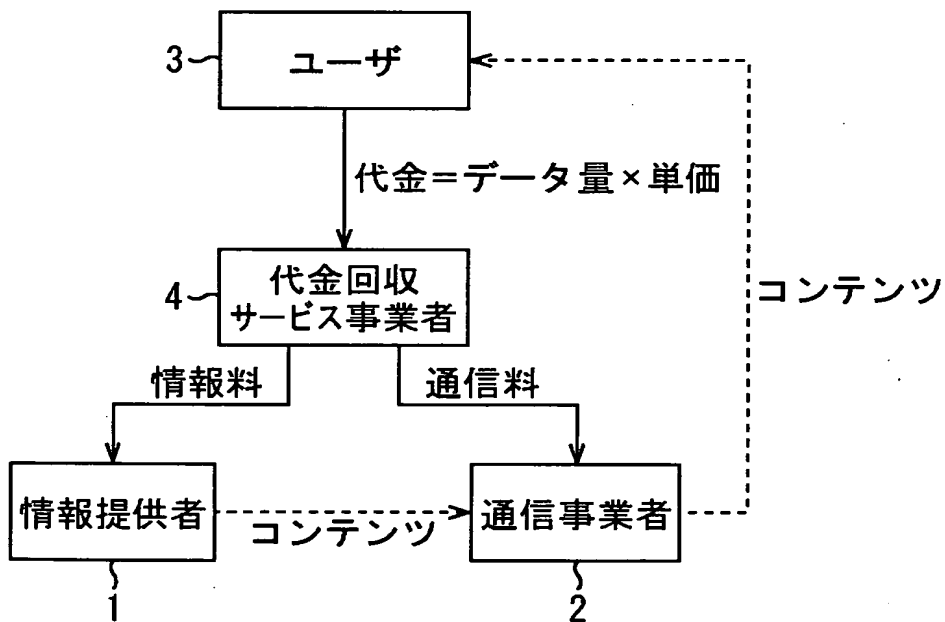 3
ユーザ
代金=データ量×単価
4
代金回収
サービス事業者
コンテンツ
情報料
通信料
情報提供者
コンテンツ
通信事業者
1
2